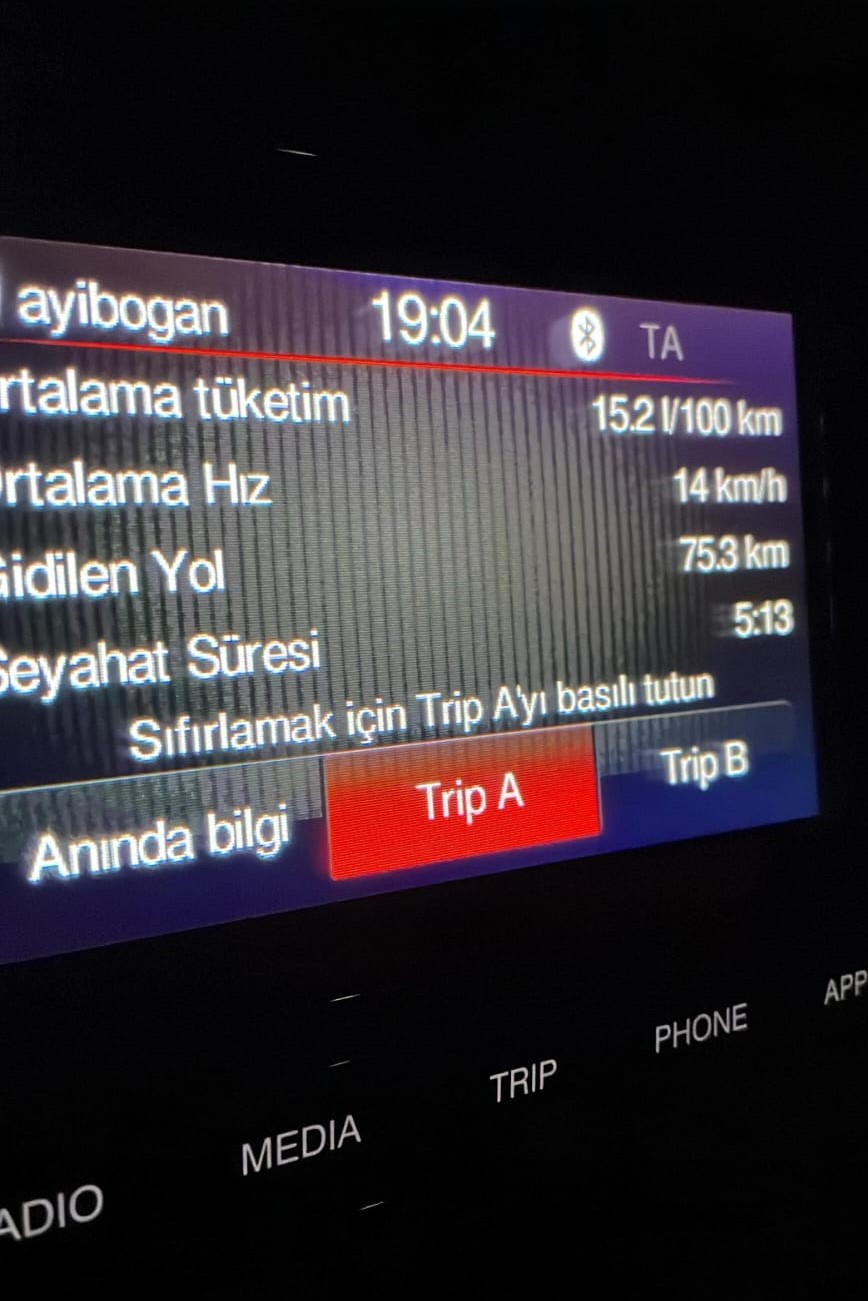 ayibogan 19:04 TA
rtalama tüketim 15.2 l/100 km
Ortalama Hız 14 km/h
Gidilen Yol 75.3 km
Seyahat Süresi 5:13
Sıfırlamak için Trip A'yı basılı tutun
Anında bilgi Trip A Trip B
APP
PHONE
TRIP
MEDIA
ADIO